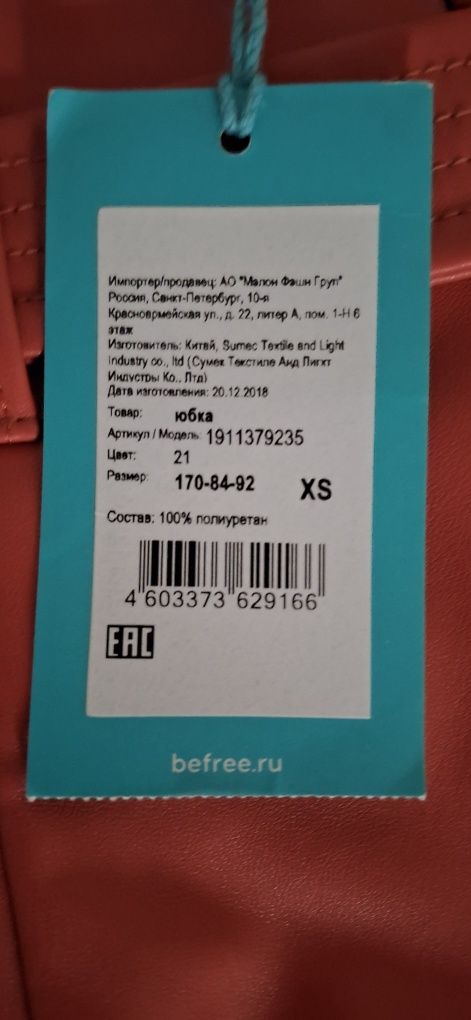 Импортер/продавец: АО "Мэлон Фэшн Груп"
Россия, Санкт-Петербург, 10-я
Красноармейская ул., д. 22, литер А, пом. 1-Н 6
этаж
Изготовитель: Китай, Sumec Textile and Light
Industry co., ltd (Сумек Текстиле Анд Лигхт
Индустры Ко., Лтд)
Дата изготовления: 20.12.2018
Товар: юбка
Артикул / Модель: 1911379235
Цвет: 21
Размер: 170-84-92 XS
Состав: 100% полиуретан
4 603373 629166
EAC
befree.ru